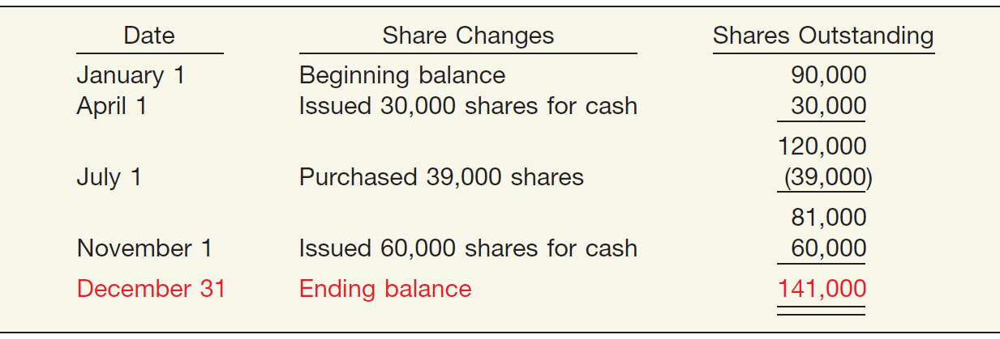 Date Share Changes Shares Outstanding
January 1 Beginning balance 90,000
April 1 Issued 30,000 shares for cash 30,000
120,000
July 1 Purchased 39,000 shares (39,000)
81,000
November 1 Issued 60,000 shares for cash 60,000
December 31 Ending balance 141,000